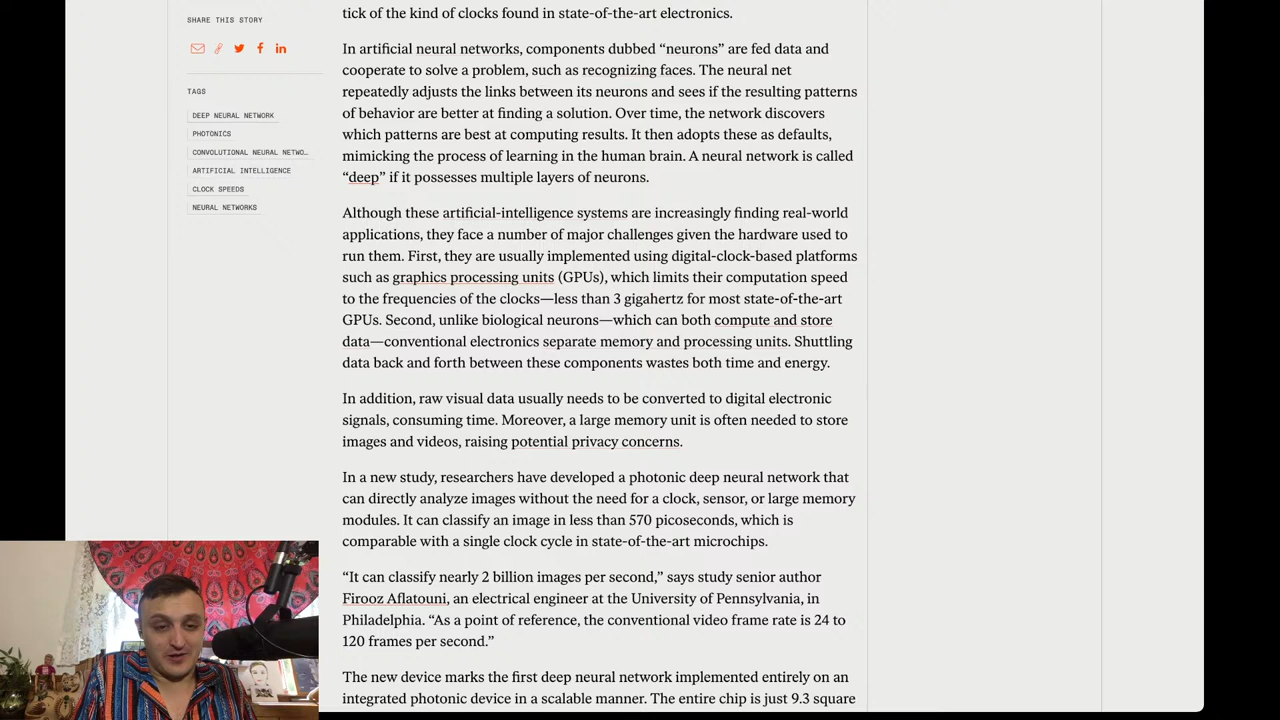 SHARE THIS STORY
TAGS
DEEP NEURAL NETWORK
PHOTONICS
CONVOLUTIONAL NEURAL NETWO…
ARTIFICIAL INTELLIGENCE
CLOCK SPEEDS
NEURAL NETWORKS
tick of the kind of clocks found in state-of-the-art electronics.
In artificial neural networks, components dubbed “neurons” are fed data and
cooperate to solve a problem, such as recognizing faces. The neural net
repeatedly adjusts the links between its neurons and sees if the resulting patterns
of behavior are better at finding a solution. Over time, the network discovers
which patterns are best at computing results. It then adopts these as defaults,
mimicking the process of learning in the human brain. A neural network is called
“deep” if it possesses multiple layers of neurons.
Although these artificial-intelligence systems are increasingly finding real-world
applications, they face a number of major challenges given the hardware used to
run them. First, they are usually implemented using digital-clock-based platforms
such as graphics processing units (GPUs), which limits their computation speed
to the frequencies of the clocks—less than 3 gigahertz for most state-of-the-art
GPUs. Second, unlike biological neurons—which can both compute and store
data—conventional electronics separate memory and processing units. Shuttling
data back and forth between these components wastes both time and energy.
In addition, raw visual data usually needs to be converted to digital electronic
signals, consuming time. Moreover, a large memory unit is often needed to store
images and videos, raising potential privacy concerns.
In a new study, researchers have developed a photonic deep neural network that
can directly analyze images without the need for a clock, sensor, or large memory
modules. It can classify an image in less than 570 picoseconds, which is
comparable with a single clock cycle in state-of-the-art microchips.
“It can classify nearly 2 billion images per second,” says study senior author
Firooz Aflatouni, an electrical engineer at the University of Pennsylvania, in
Philadelphia. “As a point of reference, the conventional video frame rate is 24 to
120 frames per second.”
The new device marks the first deep neural network implemented entirely on an
integrated photonic device in a scalable manner. The entire chip is just 9.3 square